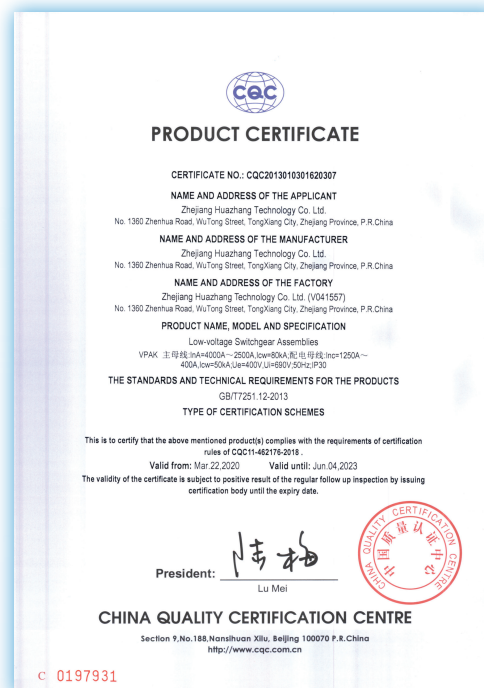 CQC
PRODUCT CERTIFICATE
CERTIFICATE NO.: CQC2013010301620307
NAME AND ADDRESS OF THE APPLICANT
Zhejiang Huazhang Technology Co. Ltd.
No. 1360 Zhenhua Road, WuTong Street, TongXiang City, Zhejiang Province, P.R.China
NAME AND ADDRESS OF THE MANUFACTURER
Zhejiang Huazhang Technology Co. Ltd.
No. 1360 Zhenhua Road, WuTong Street, TongXiang City, Zhejiang Province, P.R.China
NAME AND ADDRESS OF THE FACTORY
Zhejiang Huazhang Technology Co. Ltd. (V041557)
No. 1360 Zhenhua Road, WuTong Street, TongXiang City, Zhejiang Province, P.R.China
PRODUCT NAME, MODEL AND SPECIFICATION
Low-voltage Switchgear Assemblies
VPAK 主母线:InA=4000A～2500A,Icw=80kA;配电母线:Inc=1250A～
400A,Icw=50kA;Ue=400V,Ui=690V;50Hz;IP30
THE STANDARDS AND TECHNICAL REQUIREMENTS FOR THE PRODUCTS
GB/T7251.12-2013
TYPE OF CERTIFICATION SCHEMES
This is to certify that the above mentioned product(s) complies with the requirements of certification
rules of CQC11-462176-2018 .
Valid from: Mar.22,2020 Valid until: Jun.04,2023
The validity of the certificate is subject to positive result of the regular follow up inspection by issuing
certification body until the expiry date.
CHINA QUALITY CERTIFICATION CENTRE
中国质量认证中心
President: 陆梅
Lu Mei
CHINA QUALITY CERTIFICATION CENTRE
Section 9,No.188,Nansihuan Xilu, Beijing 100070 P.R.China
http://www.cqc.com.cn
C 0197931